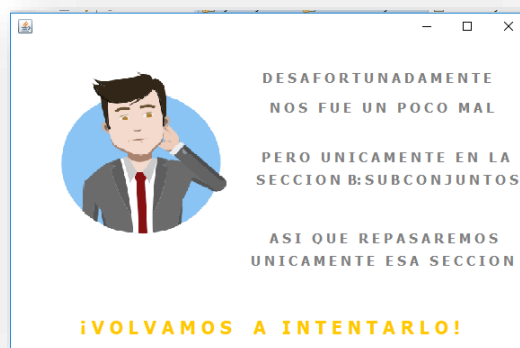 DESAFORTUNADAMENTE
NOS FUE UN POCO MAL
PERO UNICAMENTE EN LA
SECCION B: SUBCONJUNTOS
ASI QUE REPASAREMOS
UNICAMENTE ESA SECCION
¡VOLVAMOS A INTENTARLO!